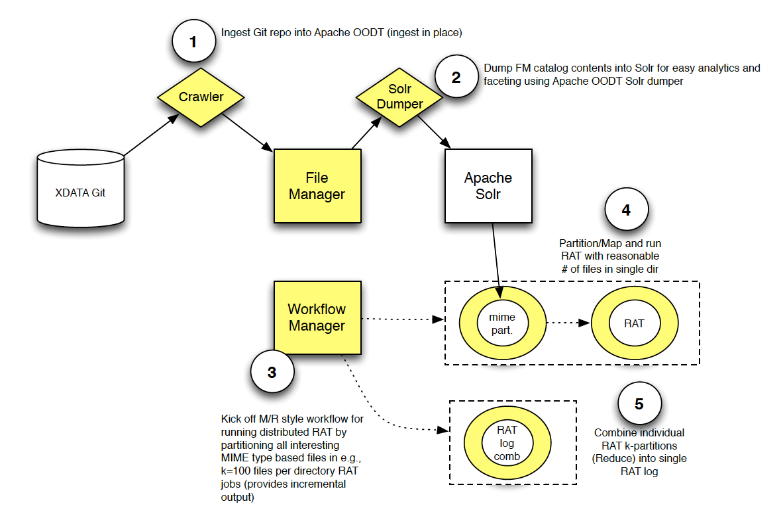 1
Ingest Git repo into Apache OODT (ingest in place)
Crawler
2
Dump FM catalog contents into Solr for easy analytics and
faceting using Apache OODT Solr dumper
Solr
Dumper
XDATA Git
File
Manager
Apache
Solr
4
Partition/Map and run
RAT with reasonable
# of files in single dir
Workflow
Manager
mime
part.
RAT
3
Kick off M/R style workflow for
running distributed RAT by
partitioning all interesting
MIME type based files in e.g.,
k=100 files per directory RAT
jobs (provides incremental
output)
RAT
log
comb
5
Combine individual
RAT k-partitions
(Reduce) into single
RAT log